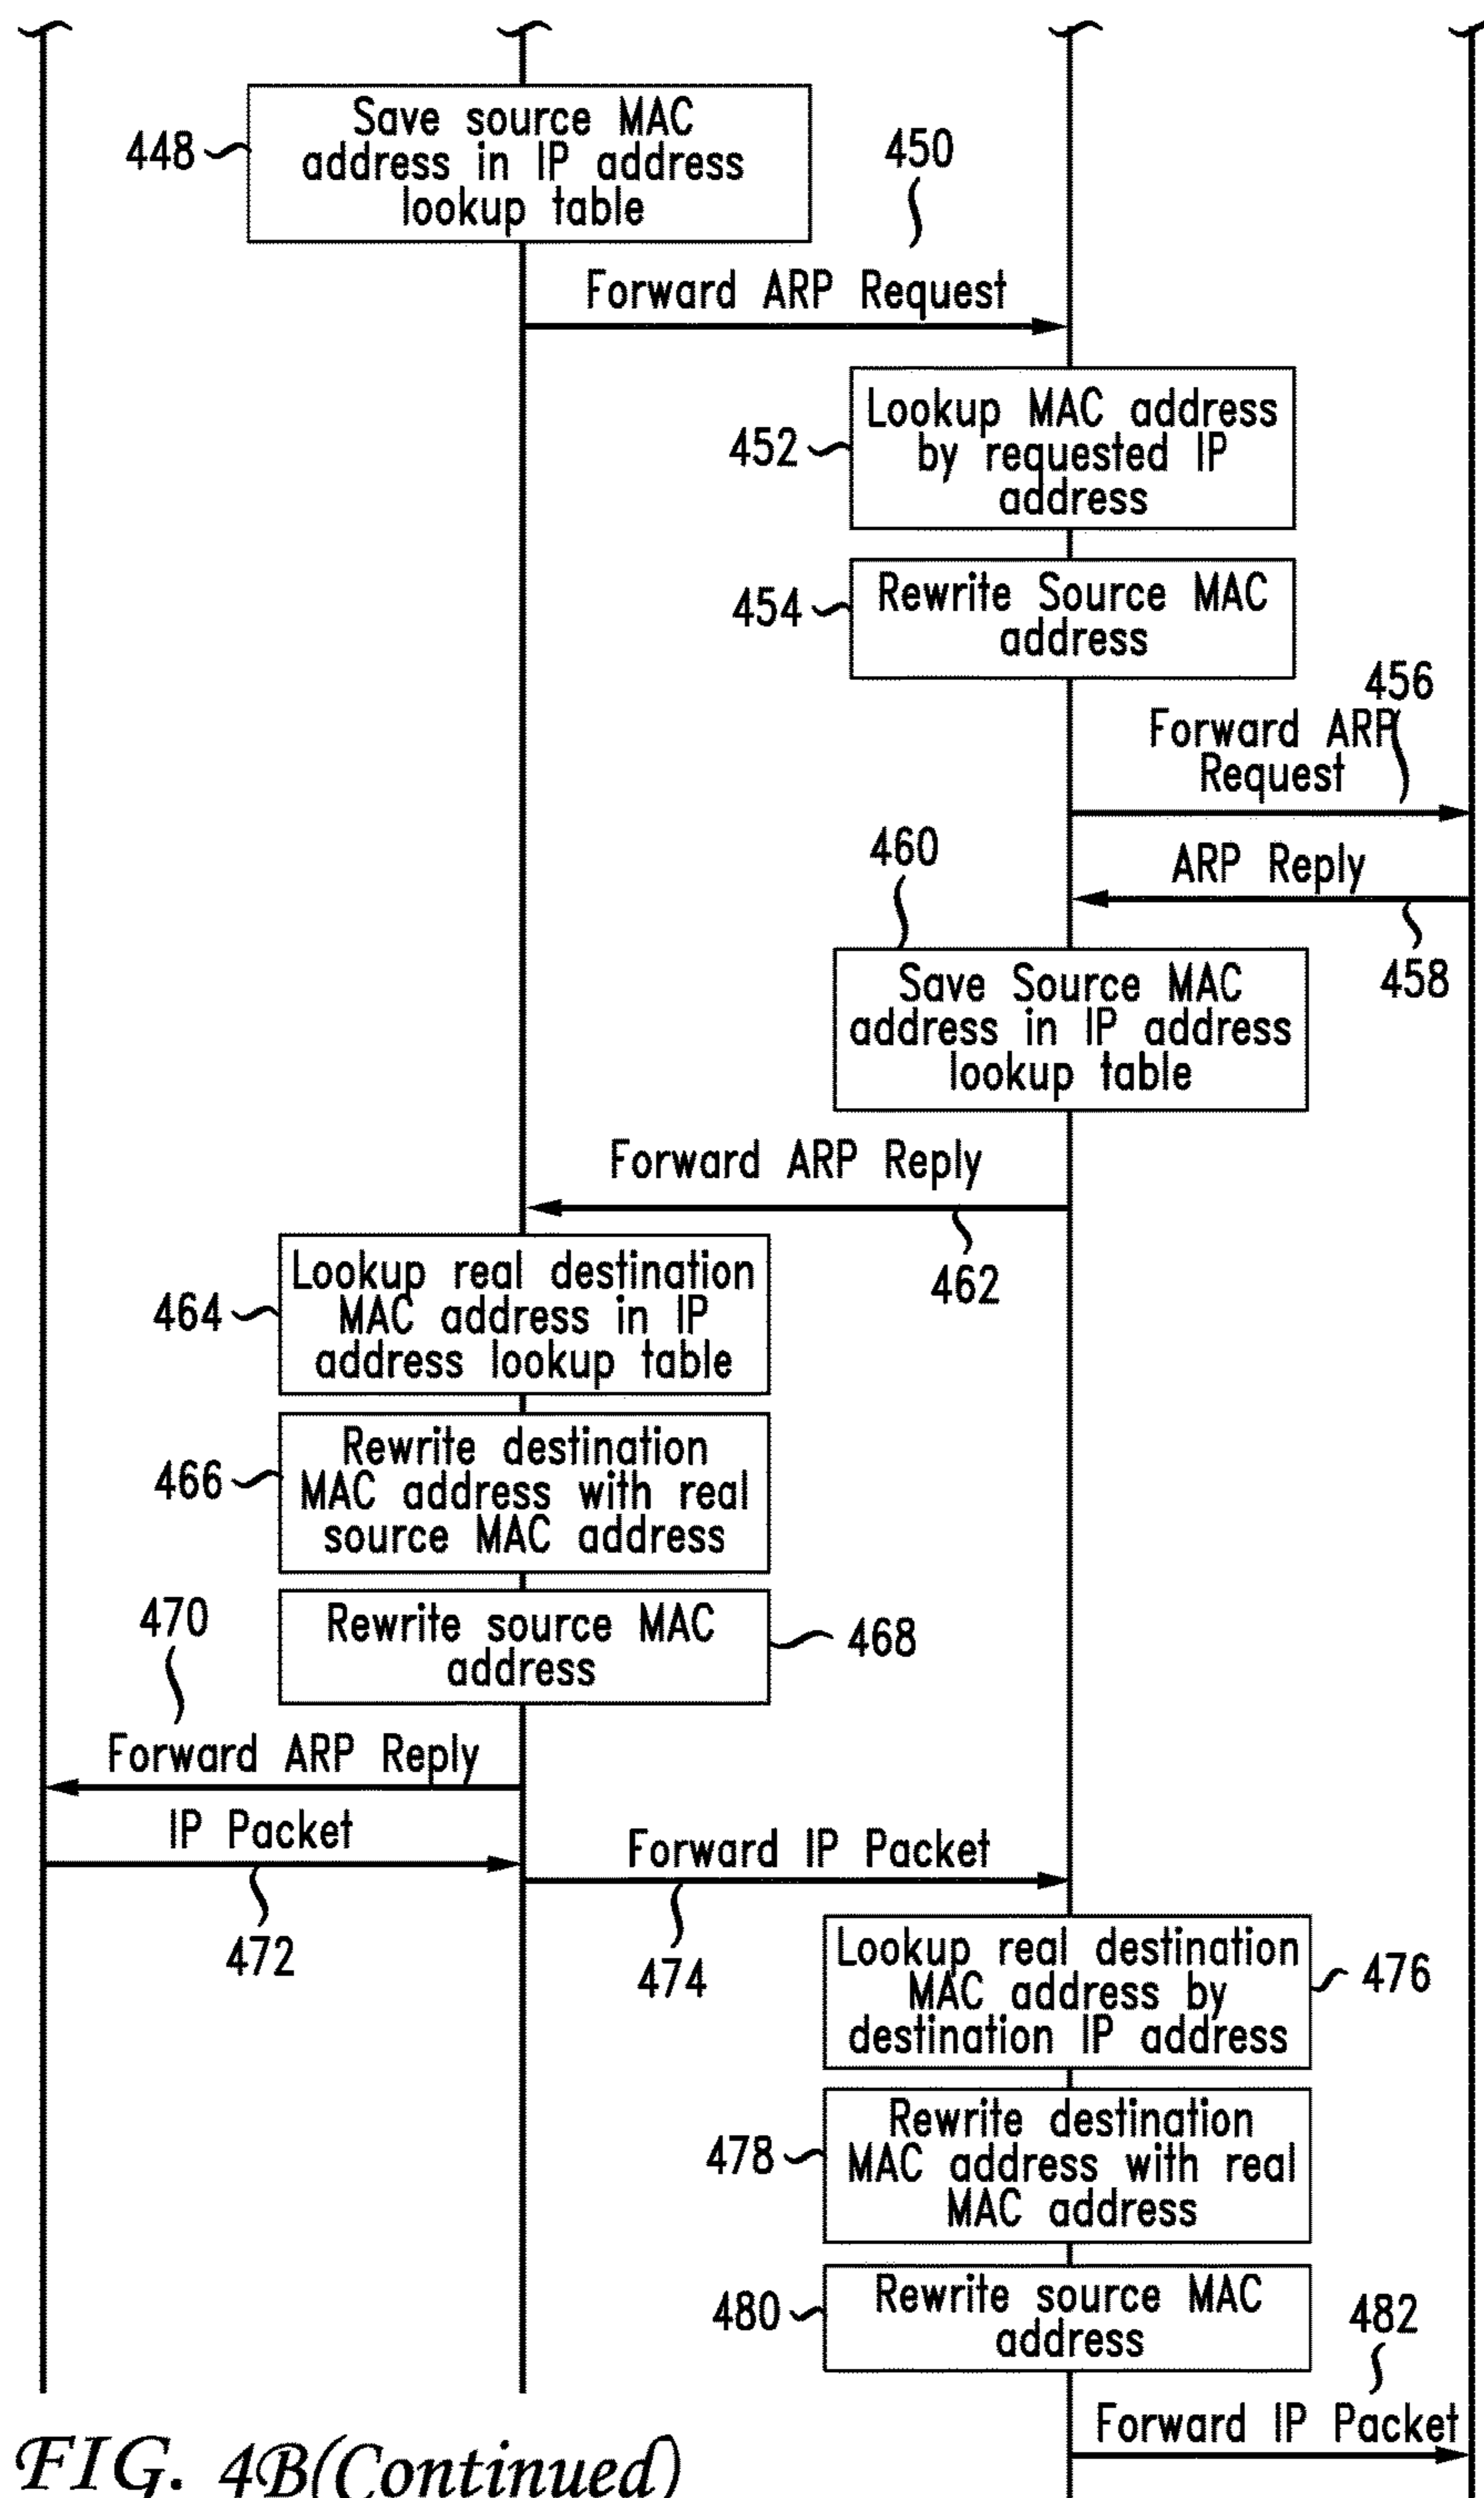 Save source MAC
address in IP address
lookup table
448
450
Forward ARP Request
Lookup MAC address
by requested IP
address
452
Rewrite Source MAC
address
454
456
Forward ARP
Request
460
ARP Reply
458
Save Source MAC
address in IP address
lookup table
Forward ARP Reply
462
Lookup real destination
MAC address in IP
address lookup table
464
Rewrite destination
MAC address with real
source MAC address
466
Rewrite source MAC
address
468
470
Forward ARP Reply
IP Packet
472
Forward IP Packet
474
Lookup real destination
MAC address by
destination IP address
476
Rewrite destination
MAC address with real
MAC address
478
Rewrite source MAC
address
480
482
Forward IP Packet
FIG. 4B(Continued)